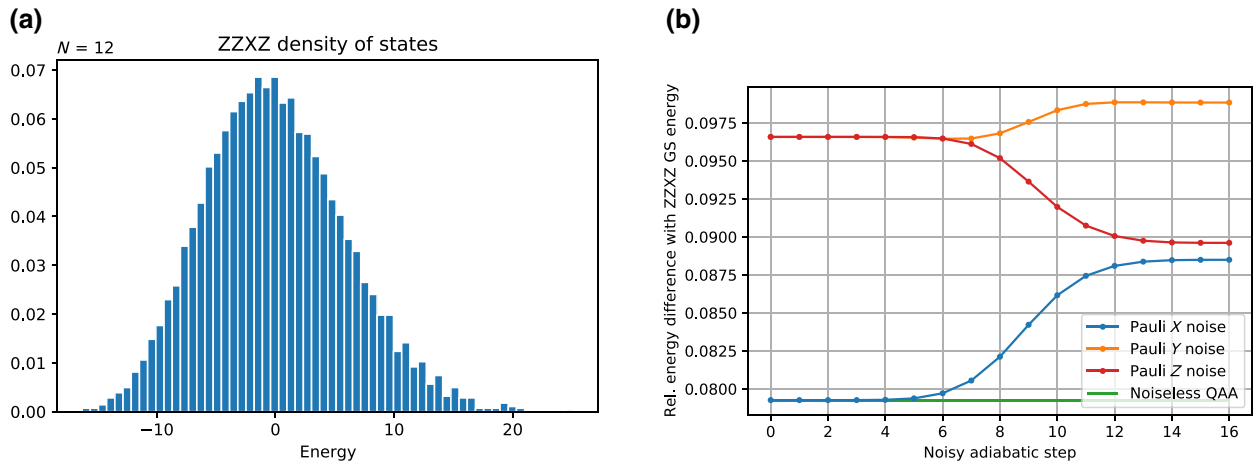 (a)
ZZXZ density of states
N = 12
0.07
0.06
0.05
0.04
0.03
0.02
0.01
0.00
−10
0
10
20
Energy
(b)
Rel. energy difference with ZZXZ GS energy
0.0975
0.0950
0.0925
0.0900
0.0875
0.0850
0.0825
0.0800
Pauli X noise
Pauli Y noise
Pauli Z noise
Noiseless QAA
0
2
4
6
8
10
12
14
16
Noisy adiabatic step